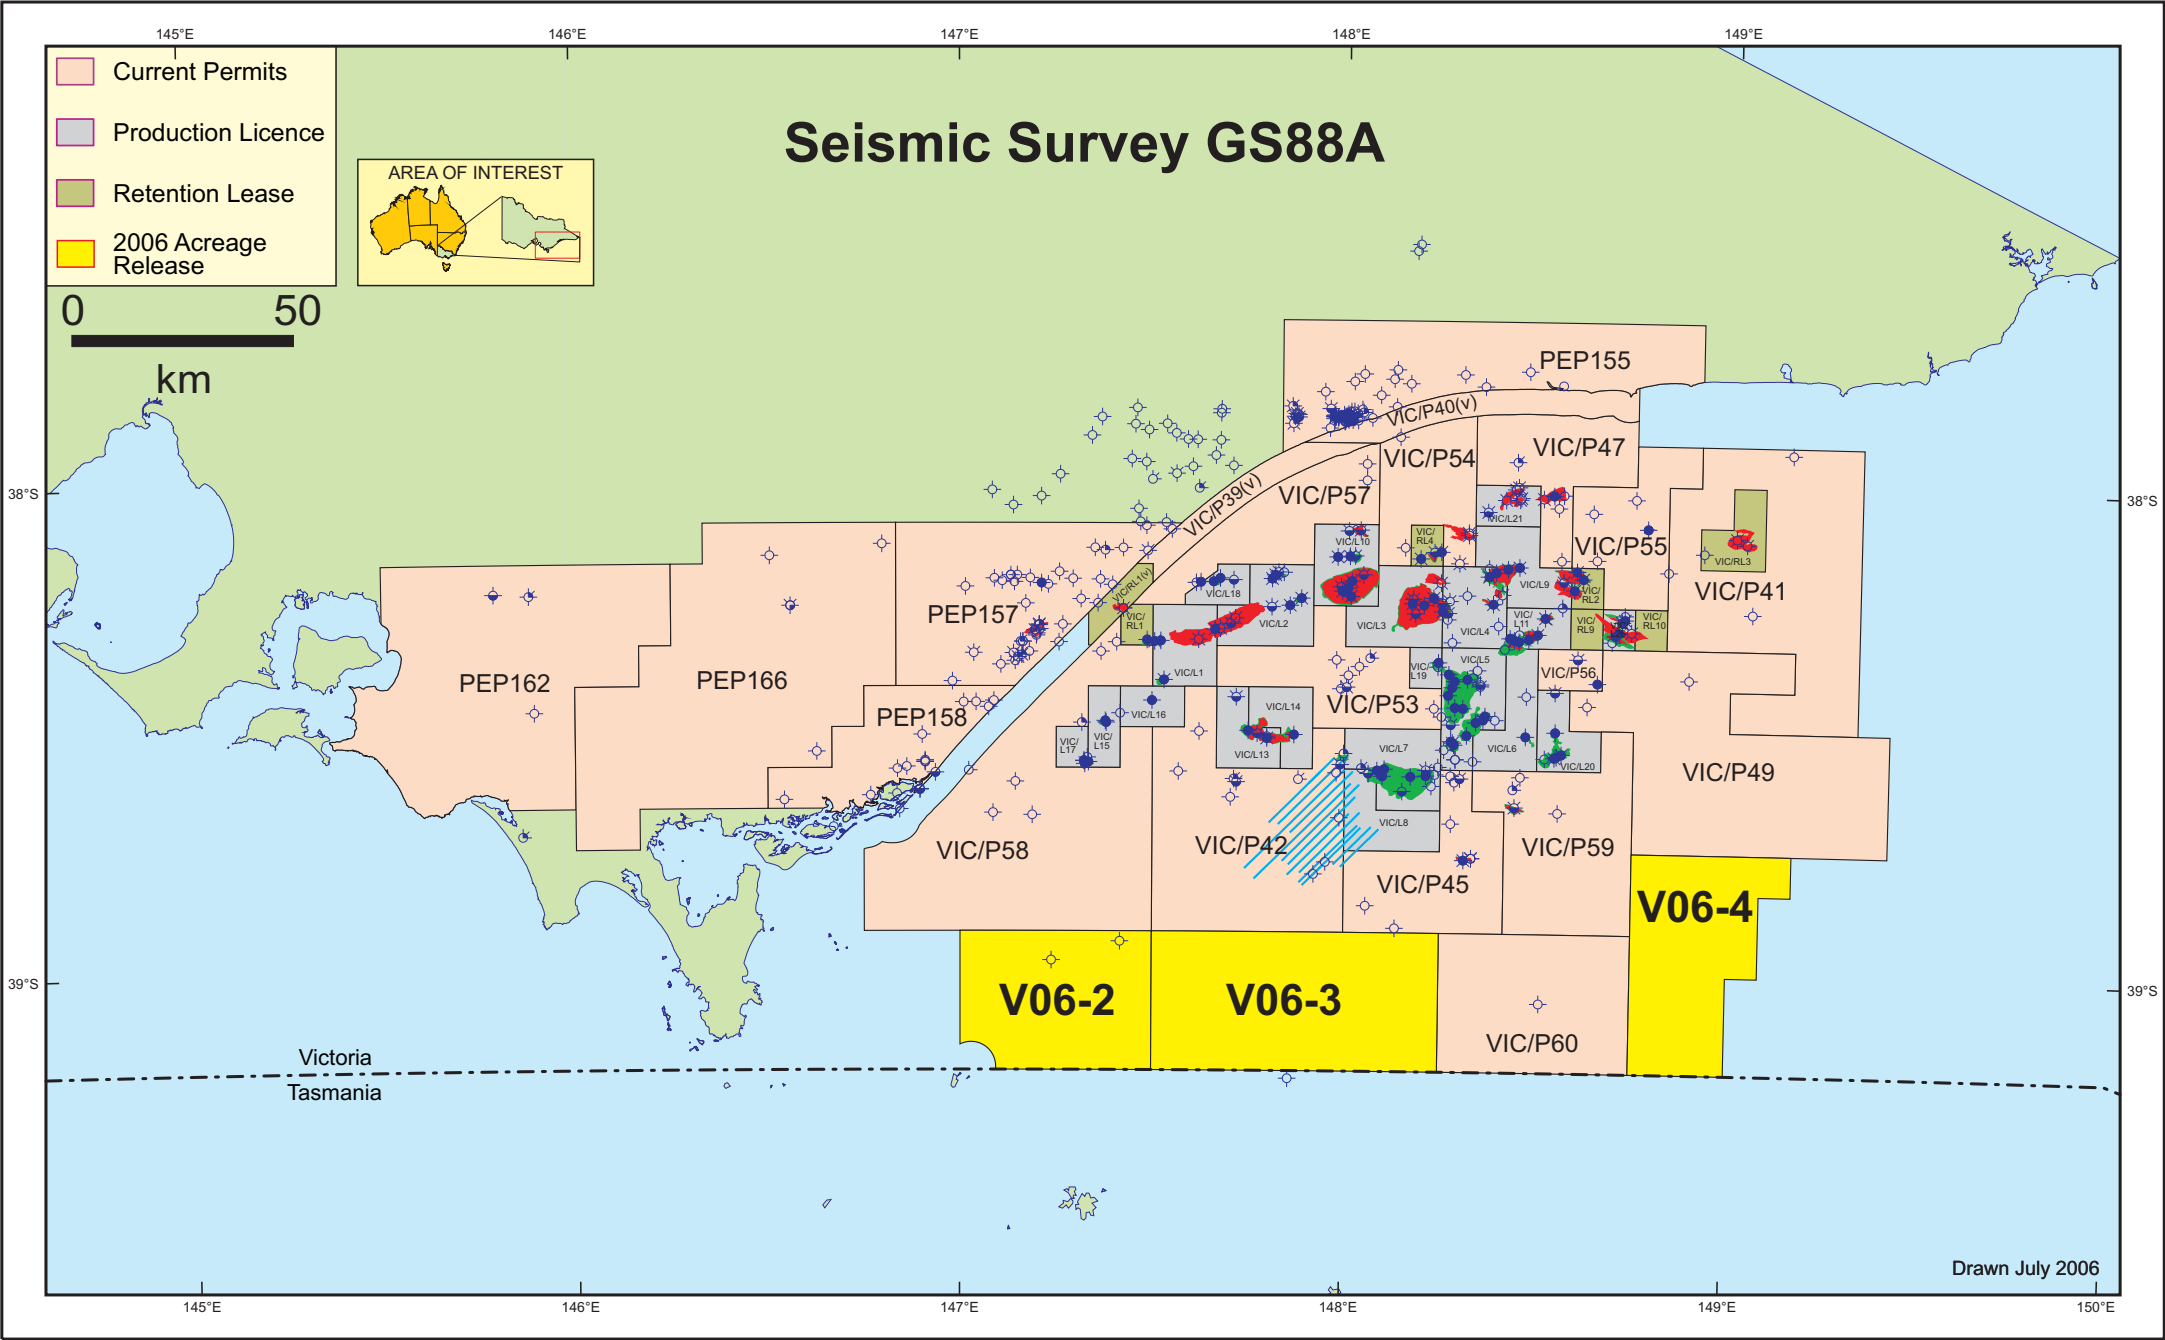 145°E
146°E
147°E
148°E
149°E
Current Permits
Production Licence
Retention Lease
2006 Acreage
Release
0
50
km
AREA OF INTEREST
Seismic Survey GS88A
38°S
38°S
39°S
39°S
PEP155
VIC/P40(v)
VIC/P47
VIC/P54
VIC/P57
VIC/P39(v)
VIC/L21
VIC/L10
VIC/
RL4
VIC/P55
VIC/RL3
VIC/P41
VIC/RL1(v)
VIC/L18
VIC/L9
VIC/
RL2
PEP157
VIC/
RL1
VIC/L2
VIC/L3
VIC/L4
VIC/
L11
VIC/
RL9
VIC/
RL10
PEP162
PEP166
VIC/L1
VIC/
L19
VIC/L5
VIC/P56
PEP158
VIC/L16
VIC/L14
VIC/P53
VIC/
L17
VIC/
L15
VIC/L13
VIC/L7
VIC/L6
VIC/L20
VIC/P49
VIC/L8
VIC/P58
VIC/P42
VIC/P59
VIC/P45
V06-4
V06-2
V06-3
VIC/P60
Victoria
Tasmania
Drawn July 2006
145°E
146°E
147°E
148°E
149°E
150°E